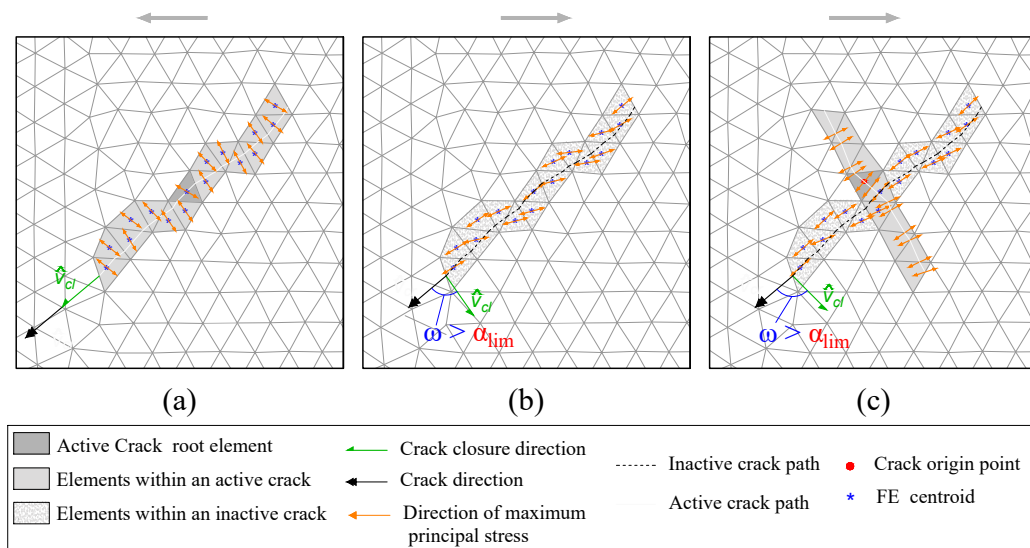 v̂cl
v̂cl
ω > αlim
v̂cl
ω > αlim
(a)
(b)
(c)
Active Crack root element
Elements within an active crack
Elements within an inactive crack
Crack closure direction
Crack direction
Direction of maximum
principal stress
Inactive crack path
Active crack path
Crack origin point
FE centroid